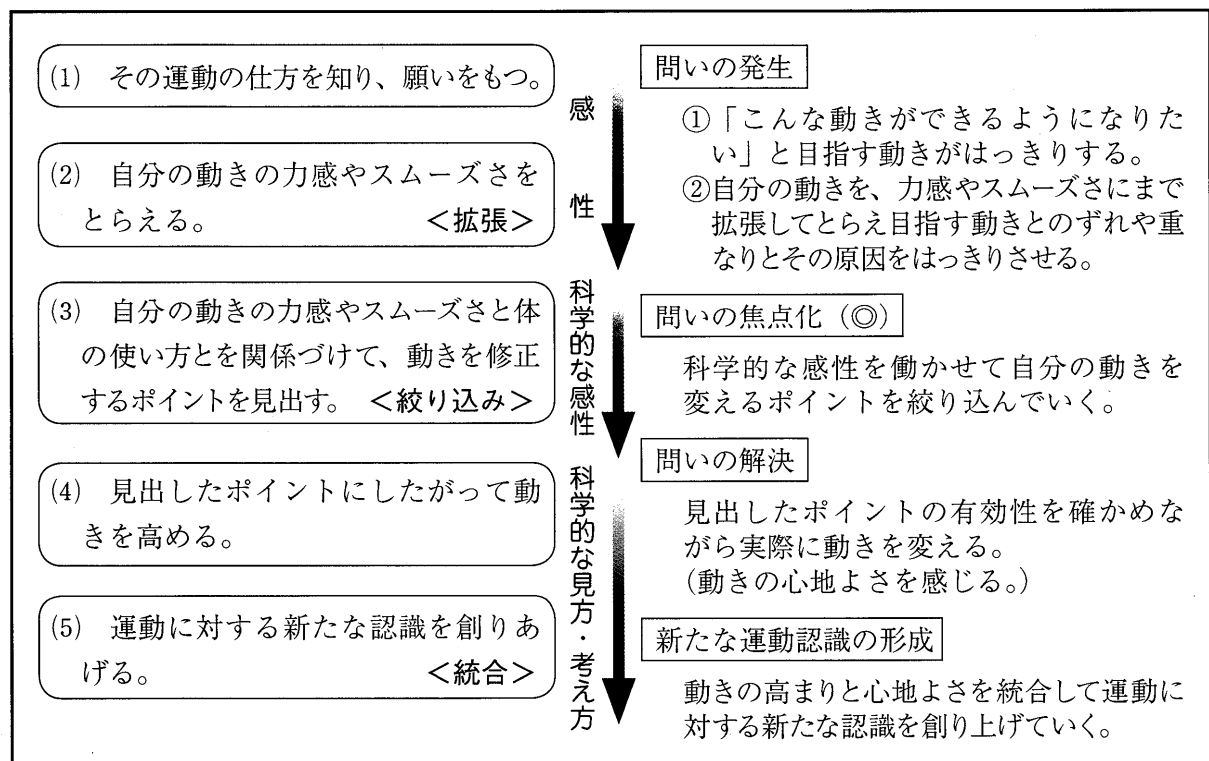 (1) その運動の仕方を知り、願いをもつ。
(2) 自分の動きの力感やスムーズさを
とらえる。 <拡張>
(3) 自分の動きの力感やスムーズさと体
の使い方とを関係づけて、動きを修正
するポイントを見出す。 <絞り込み>
(4) 見出したポイントにしたがって動
きを高める。
(5) 運動に対する新たな認識を創りあ
げる。 <統合>
感性
科学的な感性
科学的な見方・考え方
問いの発生
①「こんな動きができるようになりた
い」と目指す動きがはっきりする。
②自分の動きを、力感やスムーズさにまで
拡張してとらえ目指す動きとのずれや重
なりとその原因をはっきりさせる。
問いの焦点化(◎)
科学的な感性を働かせて自分の動きを
変えるポイントを絞り込んでいく。
問いの解決
見出したポイントの有効性を確かめな
がら実際に動きを変える。
(動きの心地よさを感じる。)
新たな運動認識の形成
動きの高まりと心地よさを統合して運動に
対する新たな認識を創り上げていく。